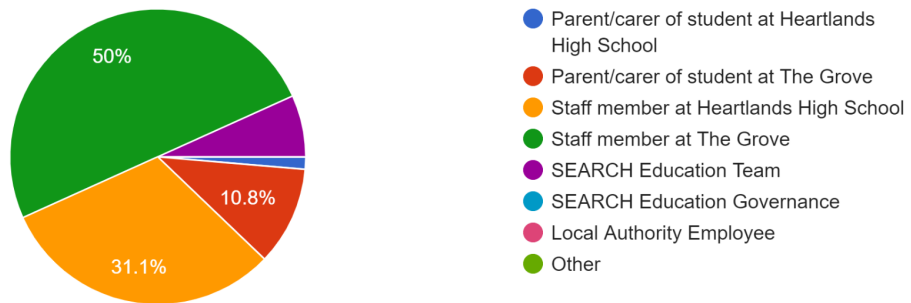 50%
10.8%
31.1%
Parent/carer of student at Heartlands
High School
Parent/carer of student at The Grove
Staff member at Heartlands High School
Staff member at The Grove
SEARCH Education Team
SEARCH Education Governance
Local Authority Employee
Other